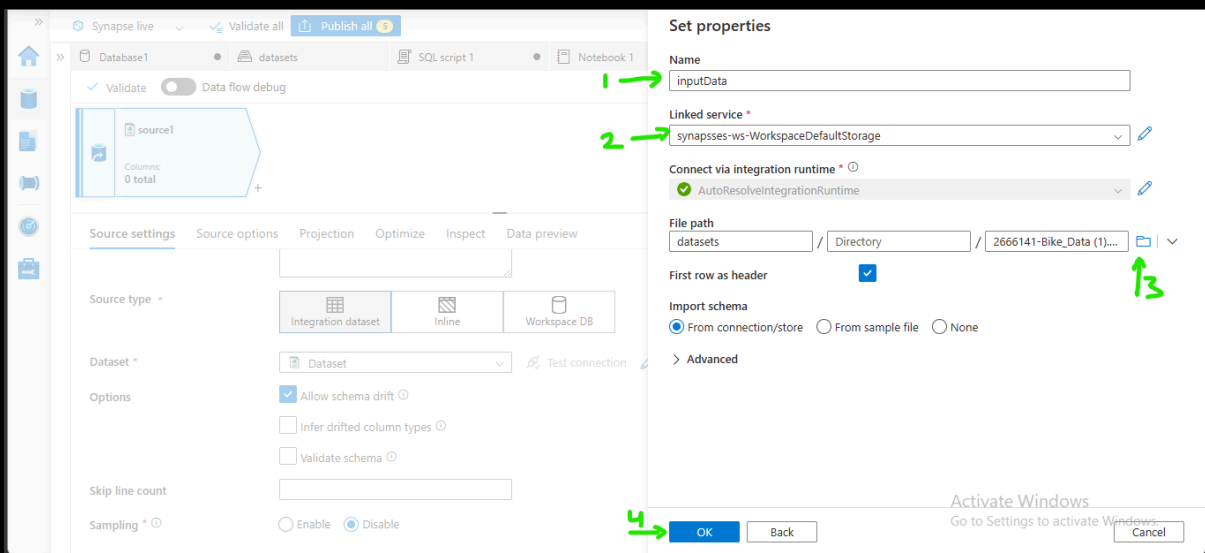 Synapse live
Validate all
Publish all 5
Database1
datasets
SQL script 1
Notebook 1
Validate
Data flow debug
source1
Columns:
0 total
+
Source settings
Source options
Projection
Optimize
Inspect
Data preview
Source type *
Integration dataset
Inline
Workspace DB
Dataset *
Dataset
Test connection
Options
Allow schema drift
Infer drifted column types
Validate schema
Skip line count
Sampling *
Enable
Disable
Set properties
Name
1
inputData
Linked service *
2
synapsses-ws-WorkspaceDefaultStorage
Connect via integration runtime *
AutoResolveIntegrationRuntime
File path
datasets / Directory / 2666141-Bike_Data (1)....
3
First row as header
Import schema
From connection/store
From sample file
None
Advanced
Activate Windows
Go to Settings to activate Windows.
4
OK
Back
Cancel